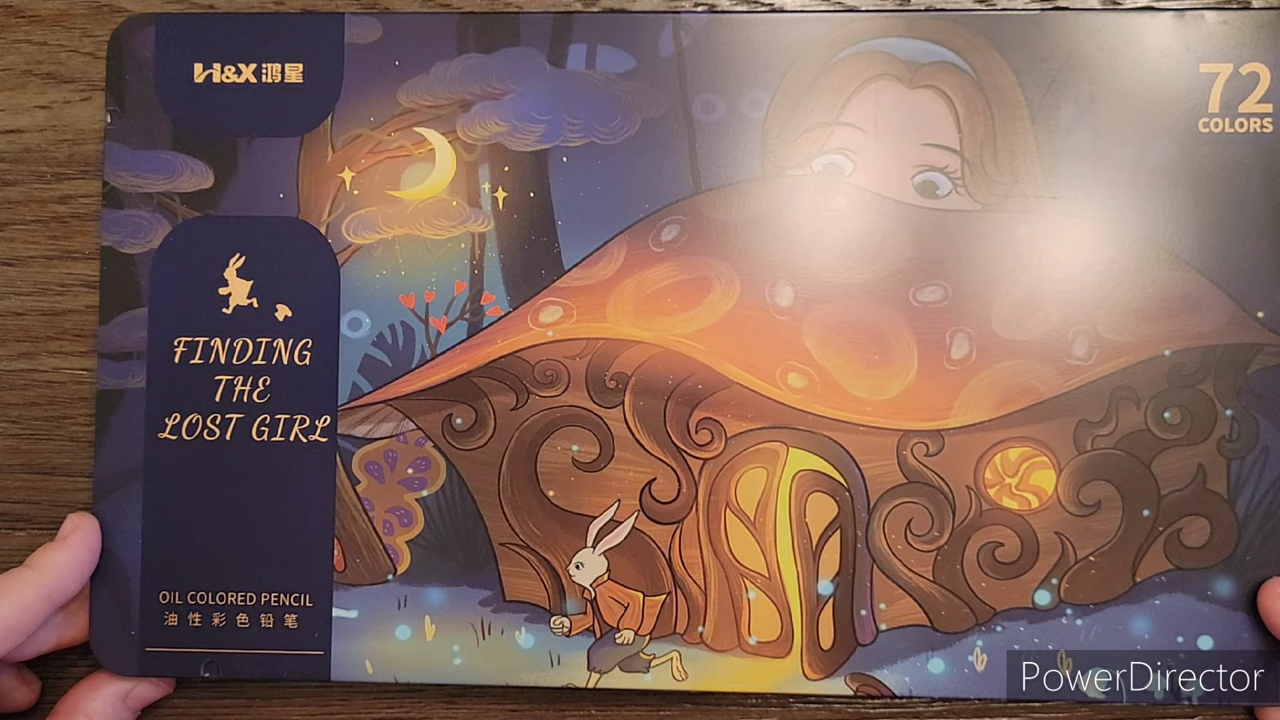 H&X 鸿星
72
COLORS
FINDING
THE
LOST GIRL
OIL COLORED PENCIL
油性彩色铅笔
PowerDirector